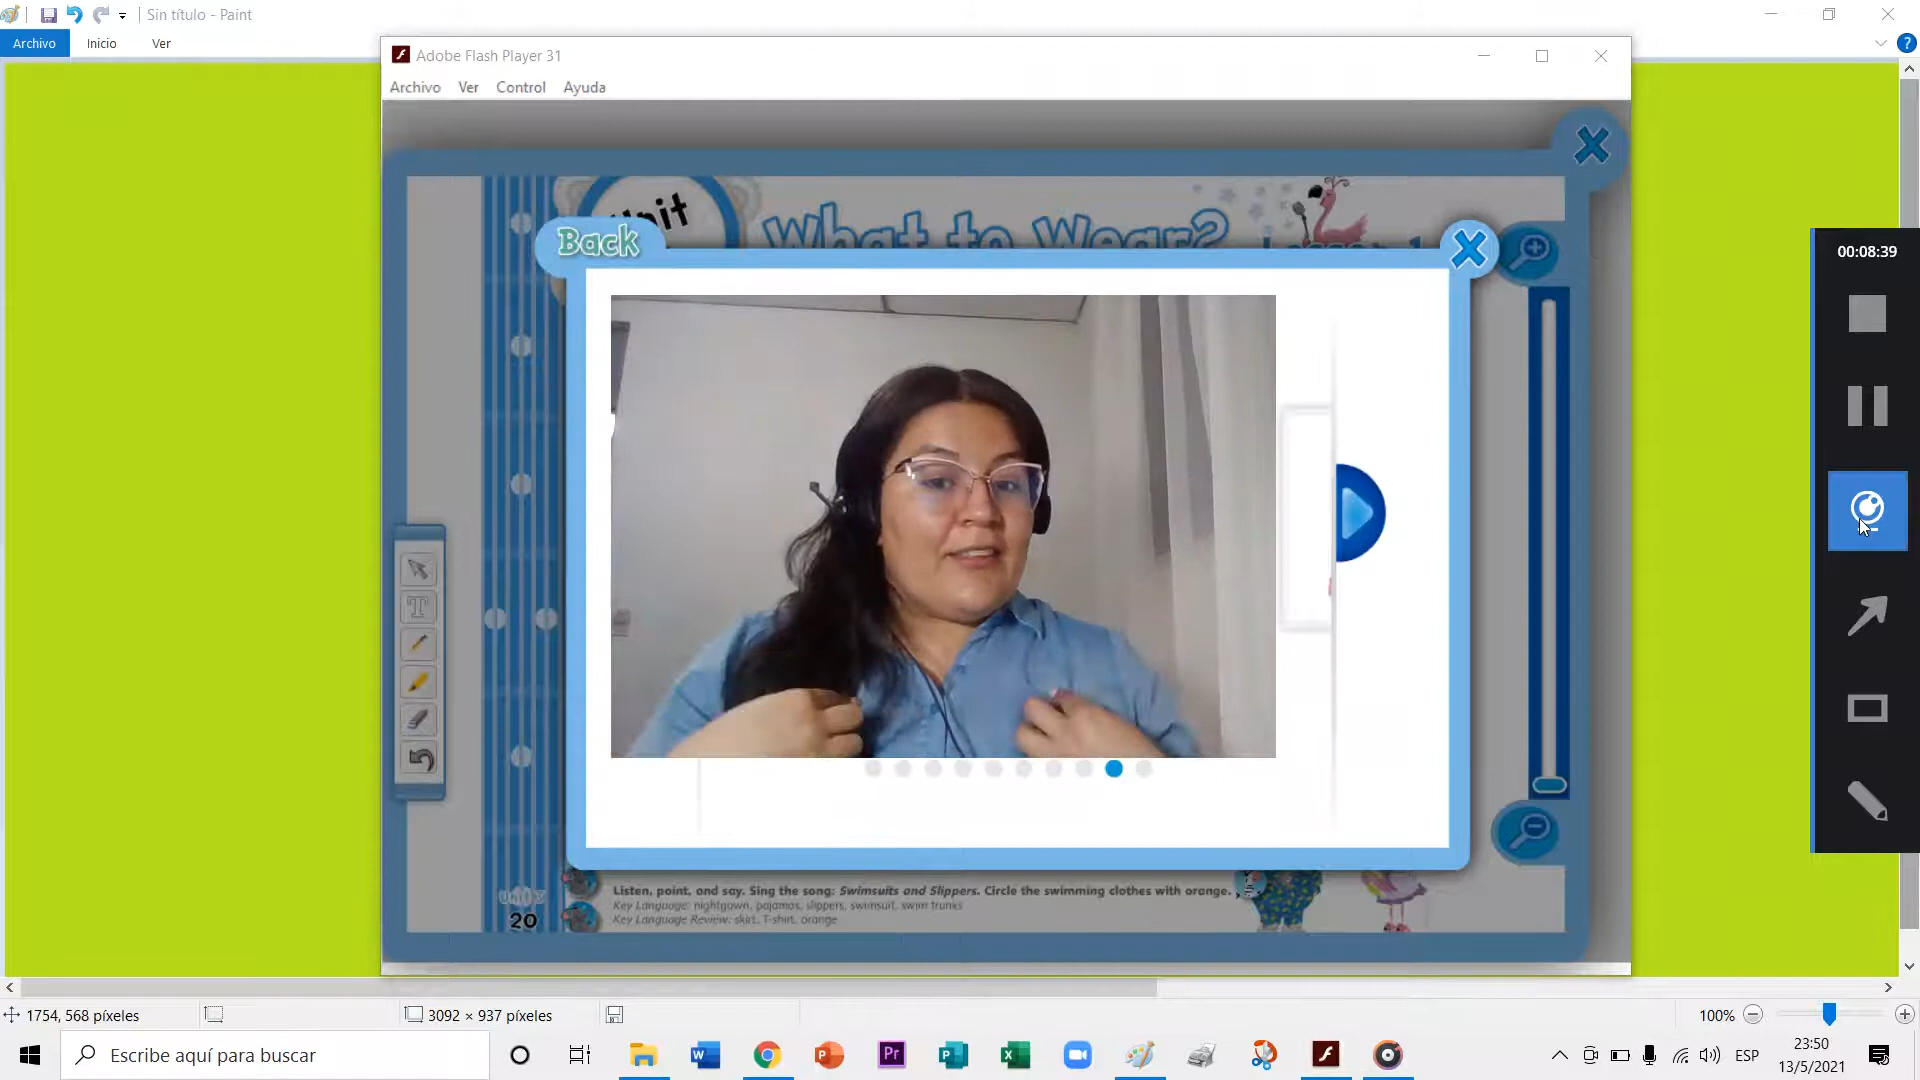 Sin título - Paint
Archivo Inicio Ver
Adobe Flash Player 31
Archivo Ver Control Ayuda
Unit
What to Wear?
Back
00:08:39
Listen, point, and say. Sing the song: Swimsuits and Slippers. Circle the swimming clothes with orange.
Key Language: nightgown, pajamas, slippers, swimsuit, swim trunks
Key Language Review: skirt, T-shirt, orange
20
1754, 568 píxeles
3092 × 937 píxeles
100%
Escribe aquí para buscar
ESP
23:50
13/5/2021